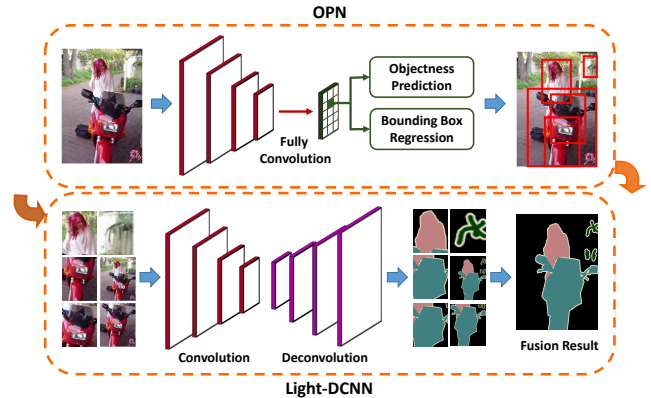 OPN
Objectness
Prediction
Bounding Box
Regression
Fully
Convolution
Convolution
Deconvolution
Fusion Result
Light-DCNN